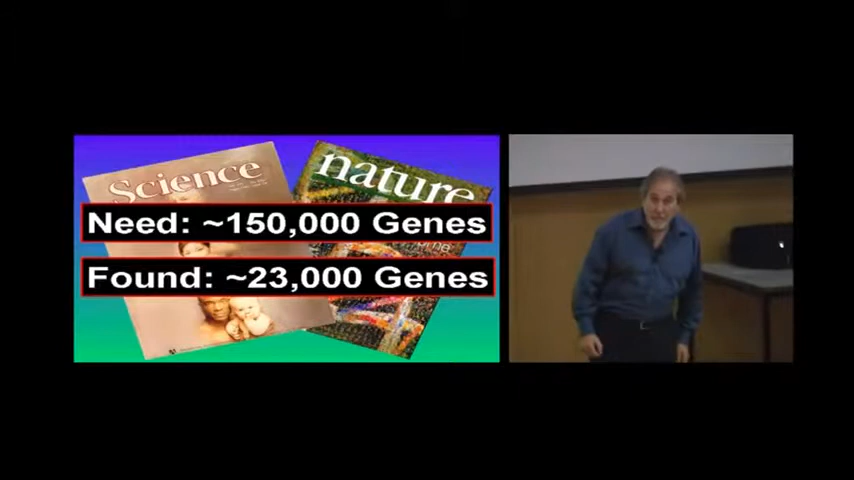 Science
nature
Need: ~150,000 Genes
Found: ~23,000 Genes